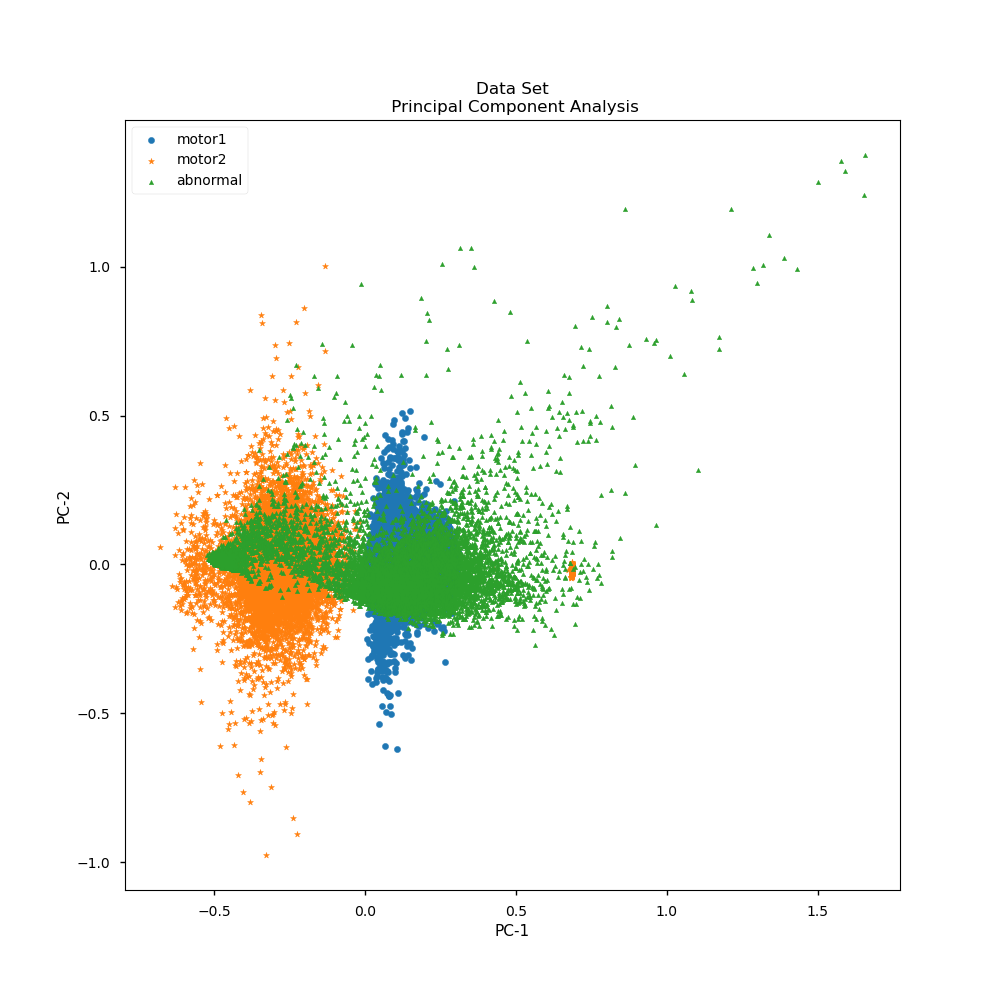 Data Set
Principal Component Analysis
motor1
motor2
abnormal
1.0
0.5
0.0
−0.5
−1.0
PC-2
−0.5
0.0
0.5
1.0
1.5
PC-1